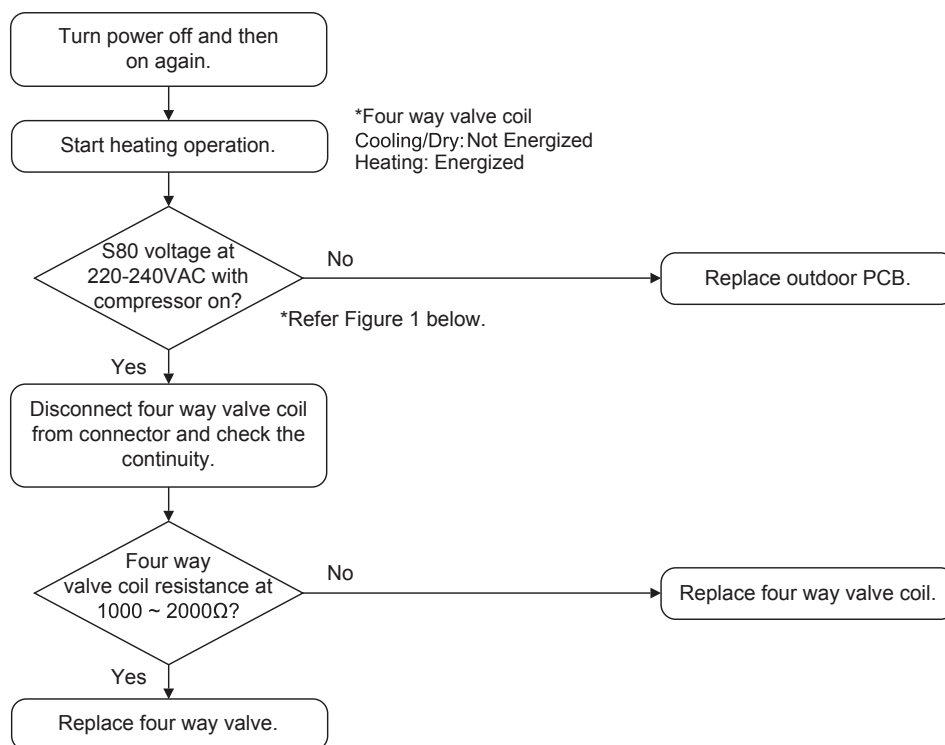 Turn power off and then
on again.
Start heating operation.
*Four way valve coil
Cooling/Dry: Not Energized
Heating: Energized
S80 voltage at
220-240VAC with
compressor on?
No
Replace outdoor PCB.
*Refer Figure 1 below.
Yes
Disconnect four way valve coil
from connector and check the
continuity.
Four way
valve coil resistance at
1000 ~ 2000Ω?
No
Replace four way valve coil.
Yes
Replace four way valve.